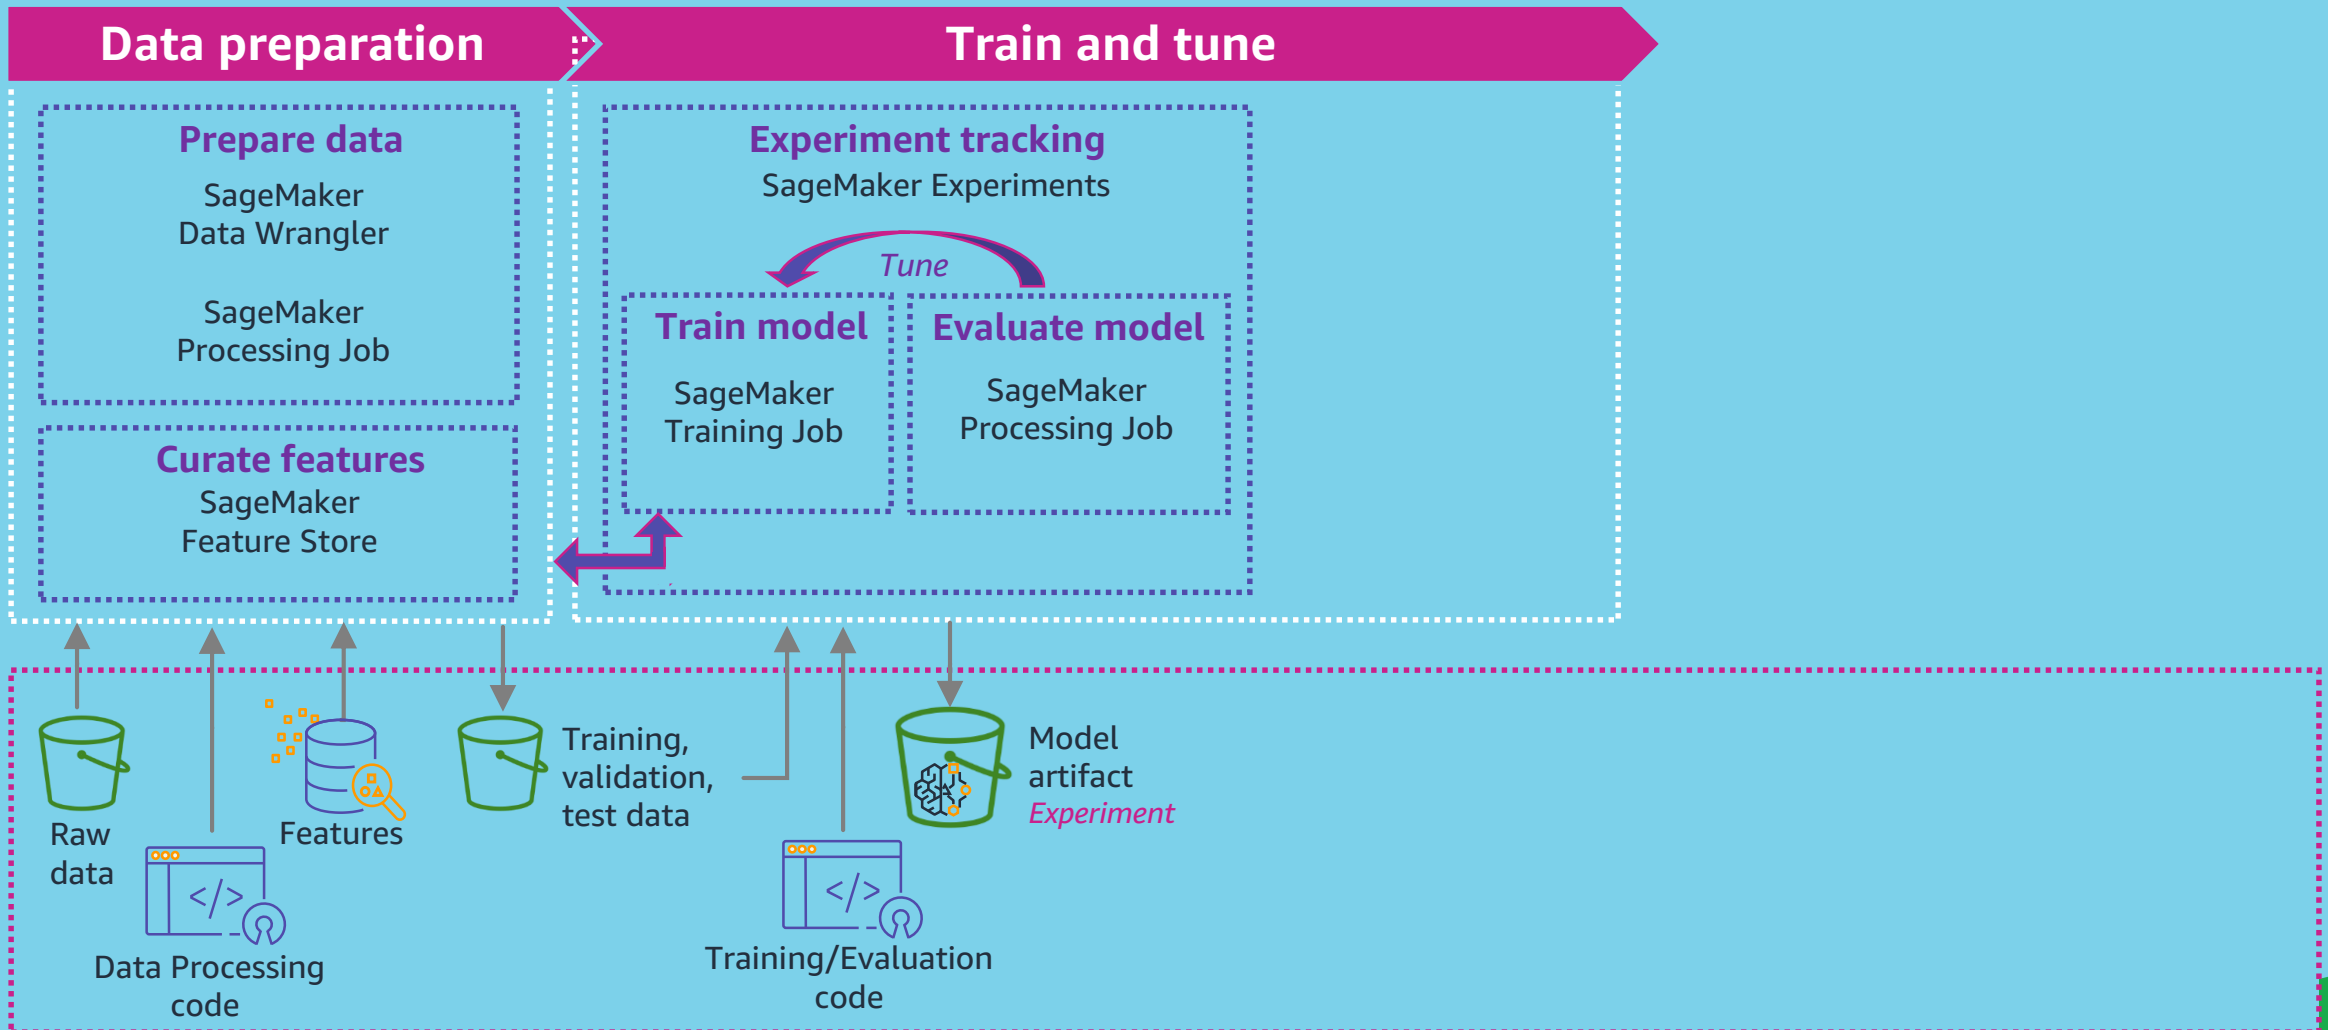 Data preparation
Train and tune
Prepare data
SageMaker
Data Wrangler
SageMaker
Processing Job
Curate features
SageMaker
Feature Store
Experiment tracking
SageMaker Experiments
Tune
Train model
SageMaker
Training Job
Evaluate model
SageMaker
Processing Job
Raw
data
Data Processing
code
Features
Training,
validation,
test data
</>
</>
Training/Evaluation
code
Model
artifact
Experiment